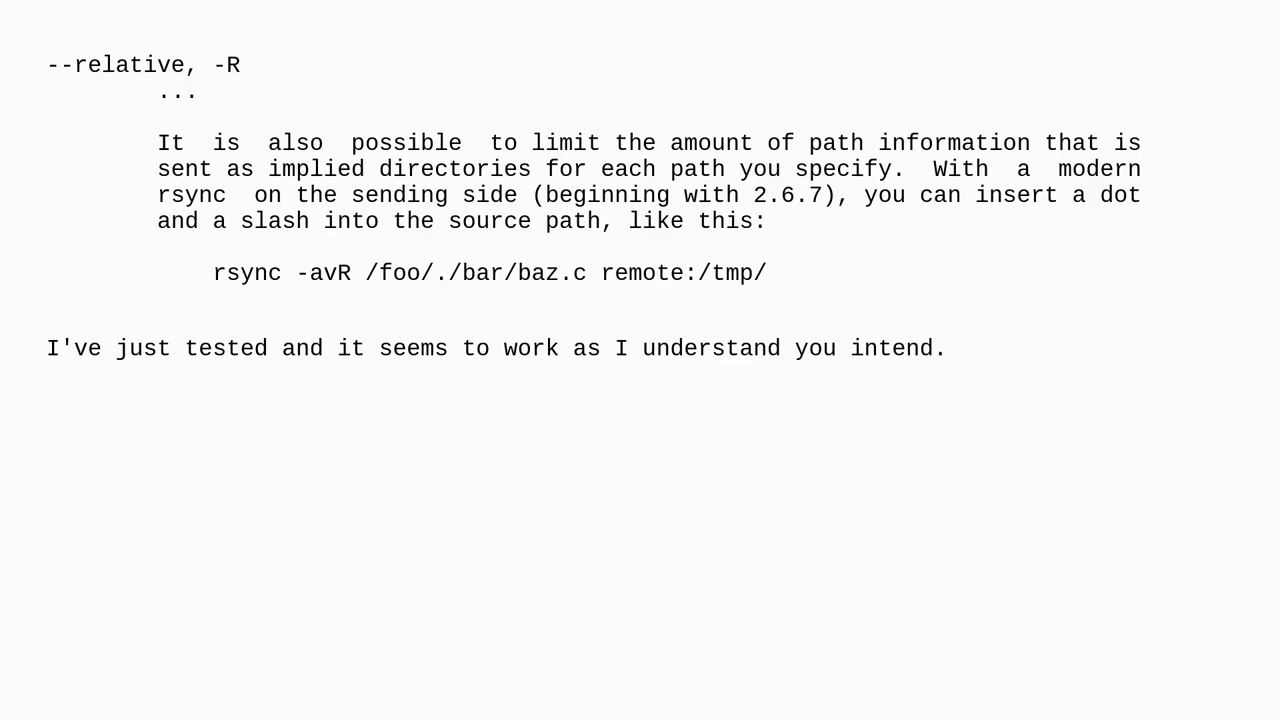 --relative, -R
...
It  is  also  possible  to limit the amount of path information that is
sent as implied directories for each path you specify.  With  a  modern
rsync  on the sending side (beginning with 2.6.7), you can insert a dot
and a slash into the source path, like this:
rsync -avR /foo/./bar/baz.c remote:/tmp/
I've just tested and it seems to work as I understand you intend.